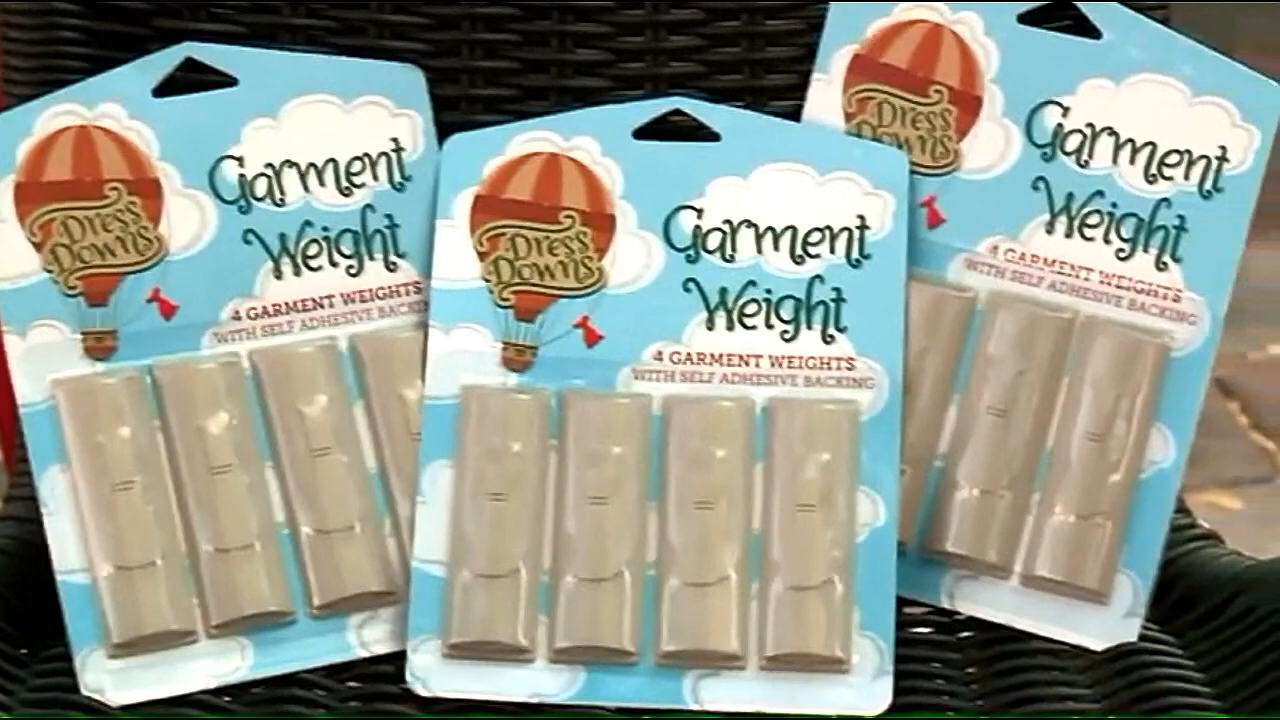 Dress
Downs
Garment
Weight
4 GARMENT WEIGHTS
WITH SELF ADHESIVE BACKIN
Dress
Downs
Garment
Weight
4 GARMENT WEIGHTS
WITH SELF ADHESIVE BACKING
Dress
Downs
Garment
Weight
4 GARMENT WEIGHTS
WITH SELF ADHESIVE BACKING